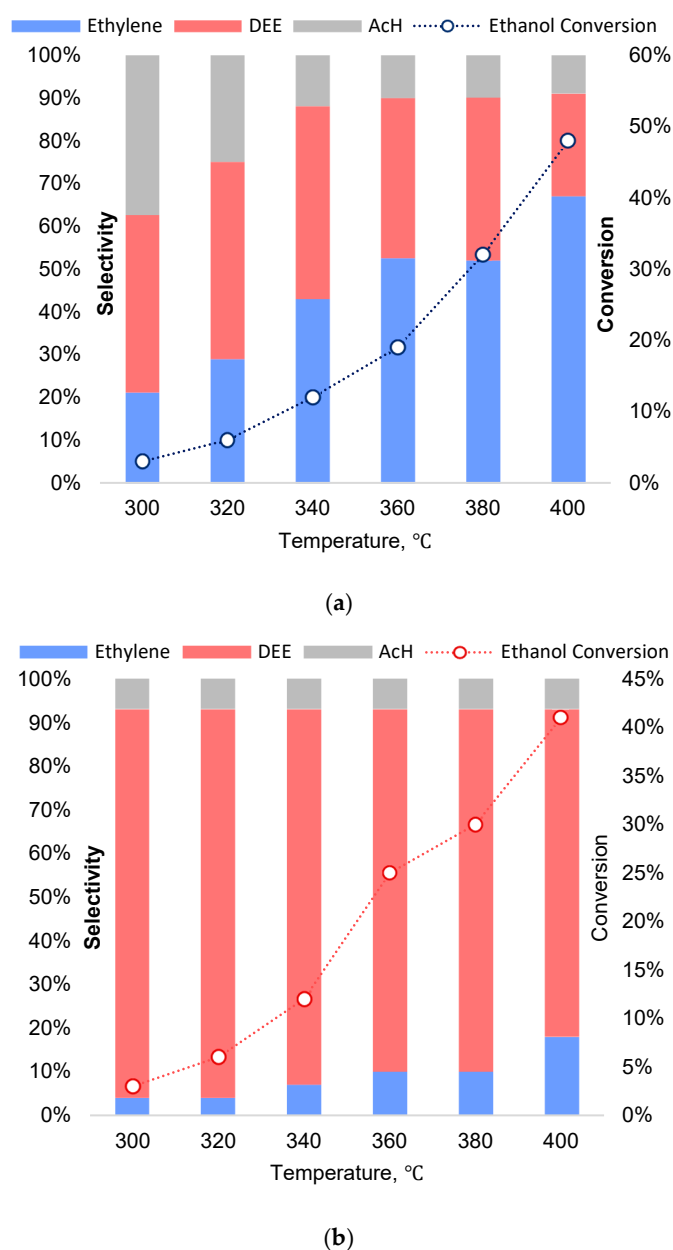 Ethylene DEE AcH Ethanol Conversion
100% 60%
90%
80% 50%
70% 40%
60%
50% 30%
40%
30% 20%
20% 10%
10%
0% 0%
Selectivity
Conversion
300 320 340 360 380 400
Temperature, ℃
(a)
Ethylene DEE AcH Ethanol Conversion
100% 45%
90% 40%
80% 35%
70% 30%
60% 25%
50%
40% 20%
30% 15%
20% 10%
10% 5%
0% 0%
Selectivity
Conversion
300 320 340 360 380 400
Temperature, ℃
(b)